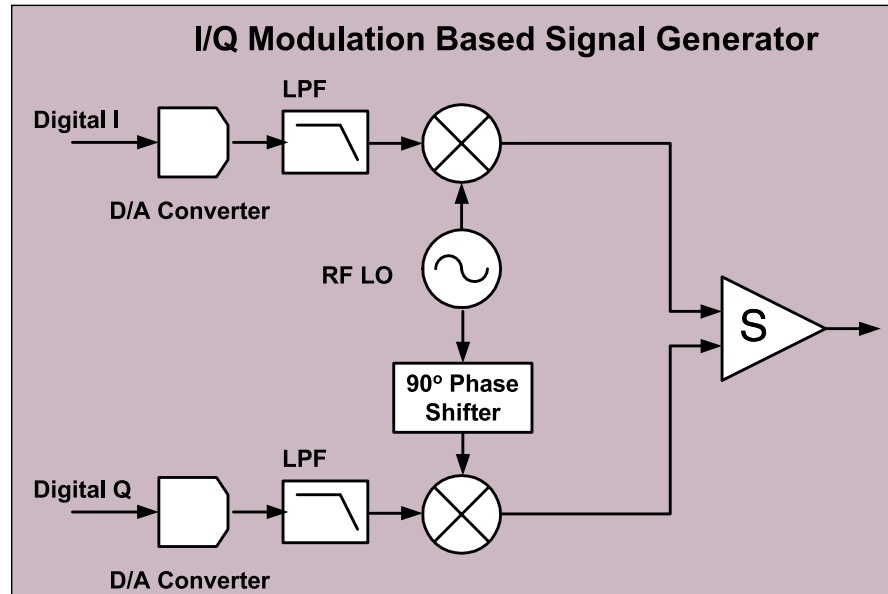 I/Q Modulation Based Signal Generator
LPF
Digital I
D/A Converter
RF LO
S
90º Phase
Shifter
LPF
Digital Q
D/A Converter